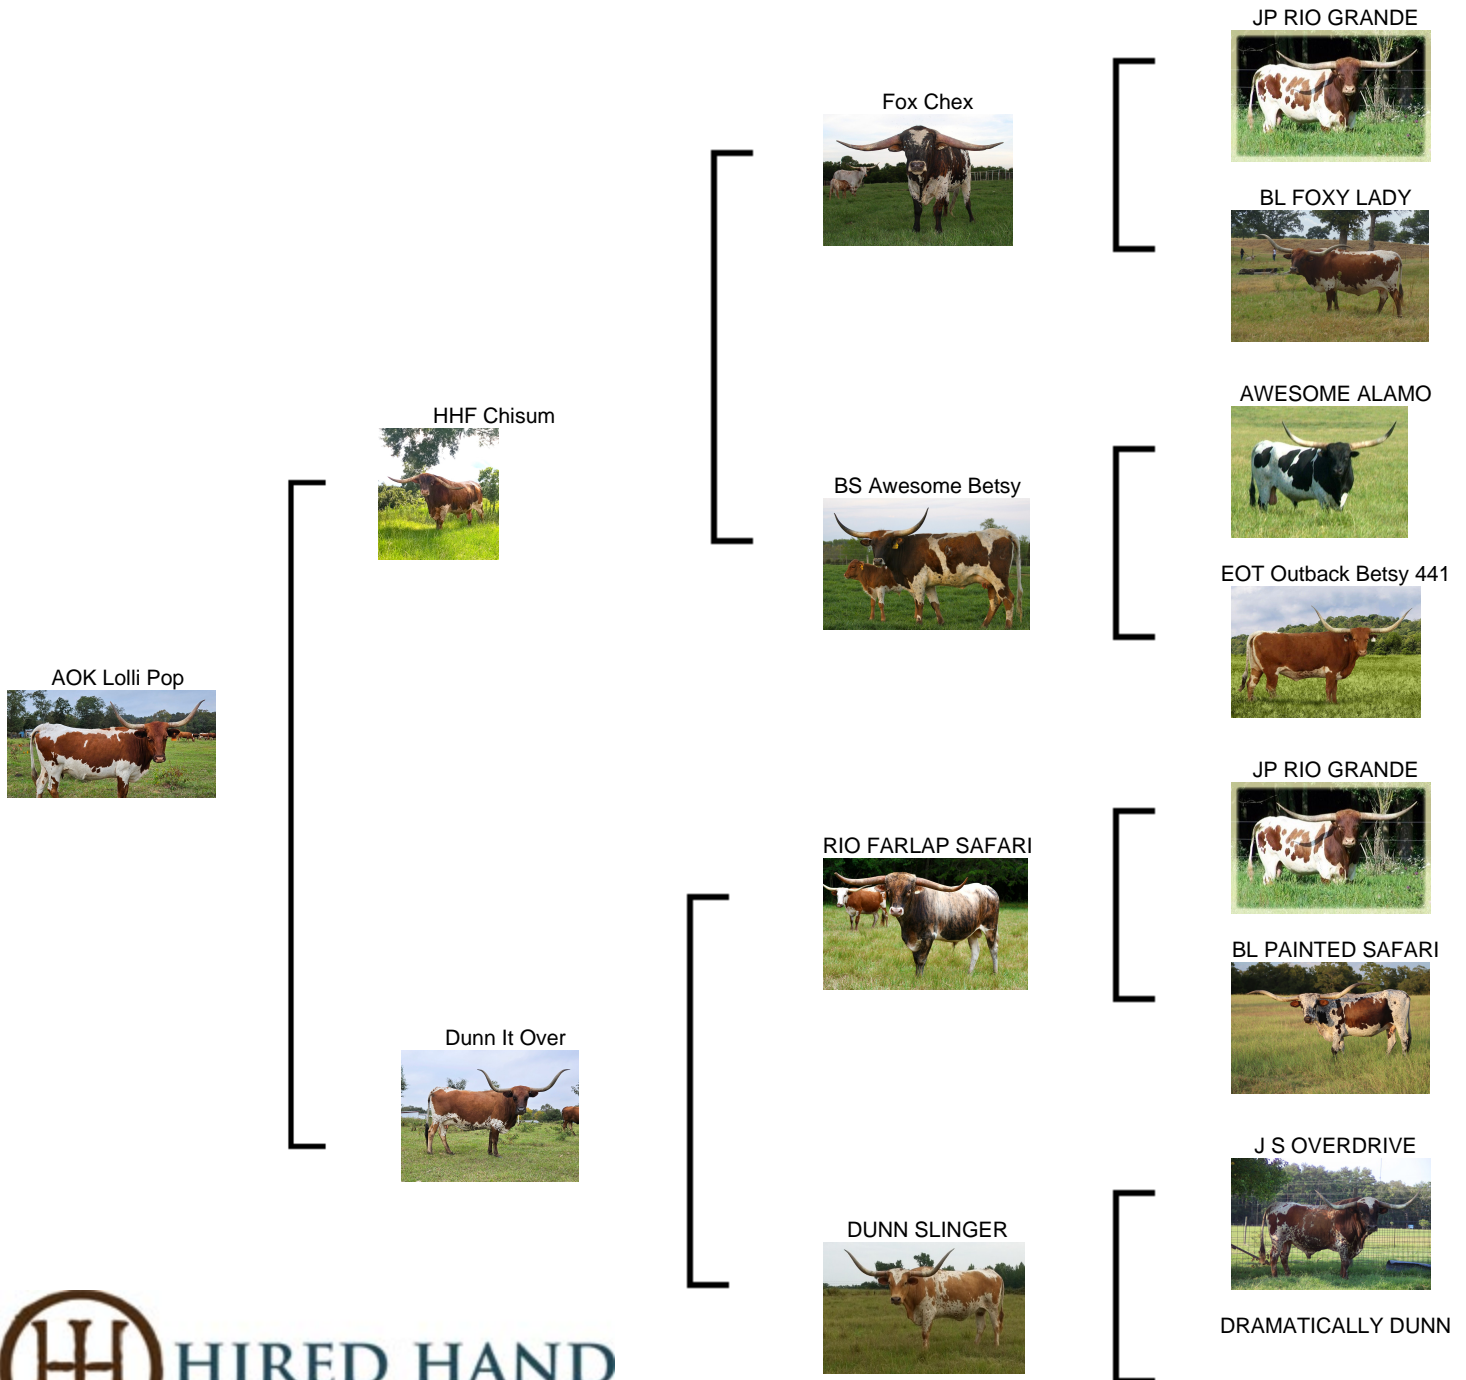 JP RIO GRANDE
Fox Chex
BL FOXY LADY
AWESOME ALAMO
HHF Chisum
BS Awesome Betsy
EOT Outback Betsy 441
AOK Lolli Pop
JP RIO GRANDE
RIO FARLAP SAFARI
BL PAINTED SAFARI
Dunn It Over
J S OVERDRIVE
DUNN SLINGER
DRAMATICALLY DUNN
HIRED HAND